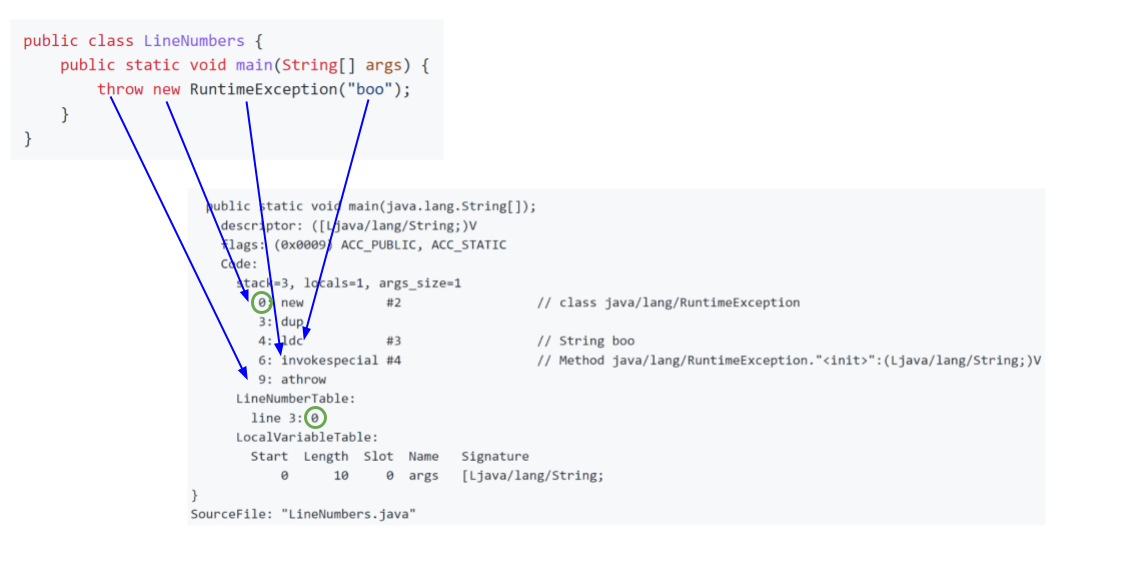 public class LineNumbers {
    public static void main(String[] args) {
        throw new RuntimeException("boo");
    }
}
public static void main(java.lang.String[]);
  descriptor: ([Ljava/lang/String;)V
  flags: (0x0009) ACC_PUBLIC, ACC_STATIC
  Code:
    stack=3, locals=1, args_size=1
       0: new           #2                  // class java/lang/RuntimeException
       3: dup
       4: ldc           #3                  // String boo
       6: invokespecial #4                  // Method java/lang/RuntimeException."<init>":(Ljava/lang/String;)V
       9: athrow
    LineNumberTable:
      line 3: 0
    LocalVariableTable:
      Start  Length  Slot  Name   Signature
          0      10     0  args   [Ljava/lang/String;
}
SourceFile: "LineNumbers.java"